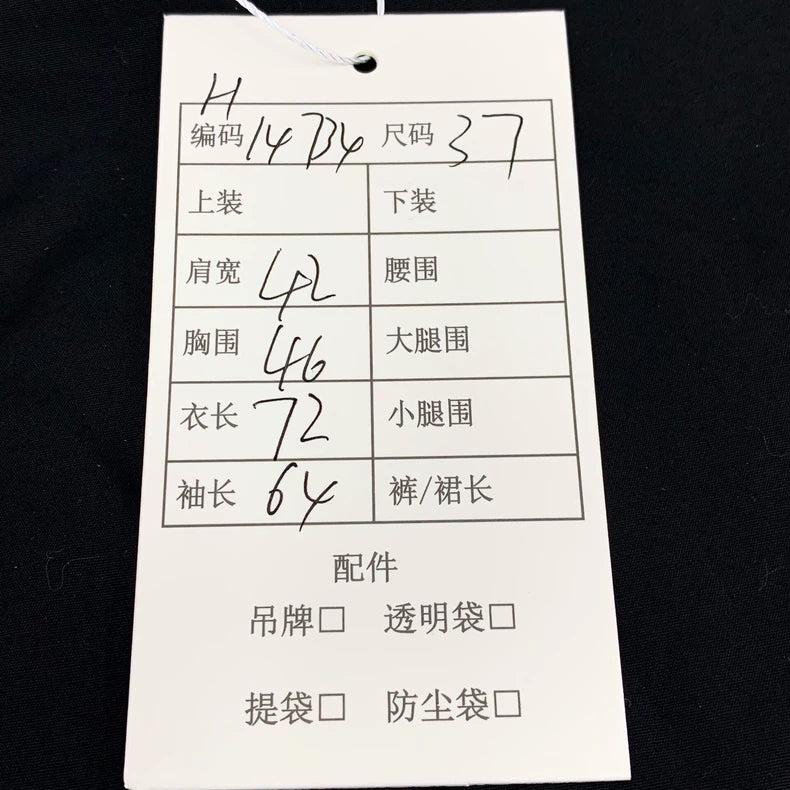 H
编码 14734 尺码 37
上装 下装
肩宽 42 腰围
胸围 46 大腿围
衣长 72 小腿围
袖长 64 裤/裙长
配件
吊牌□ 透明袋□
提袋□ 防尘袋□